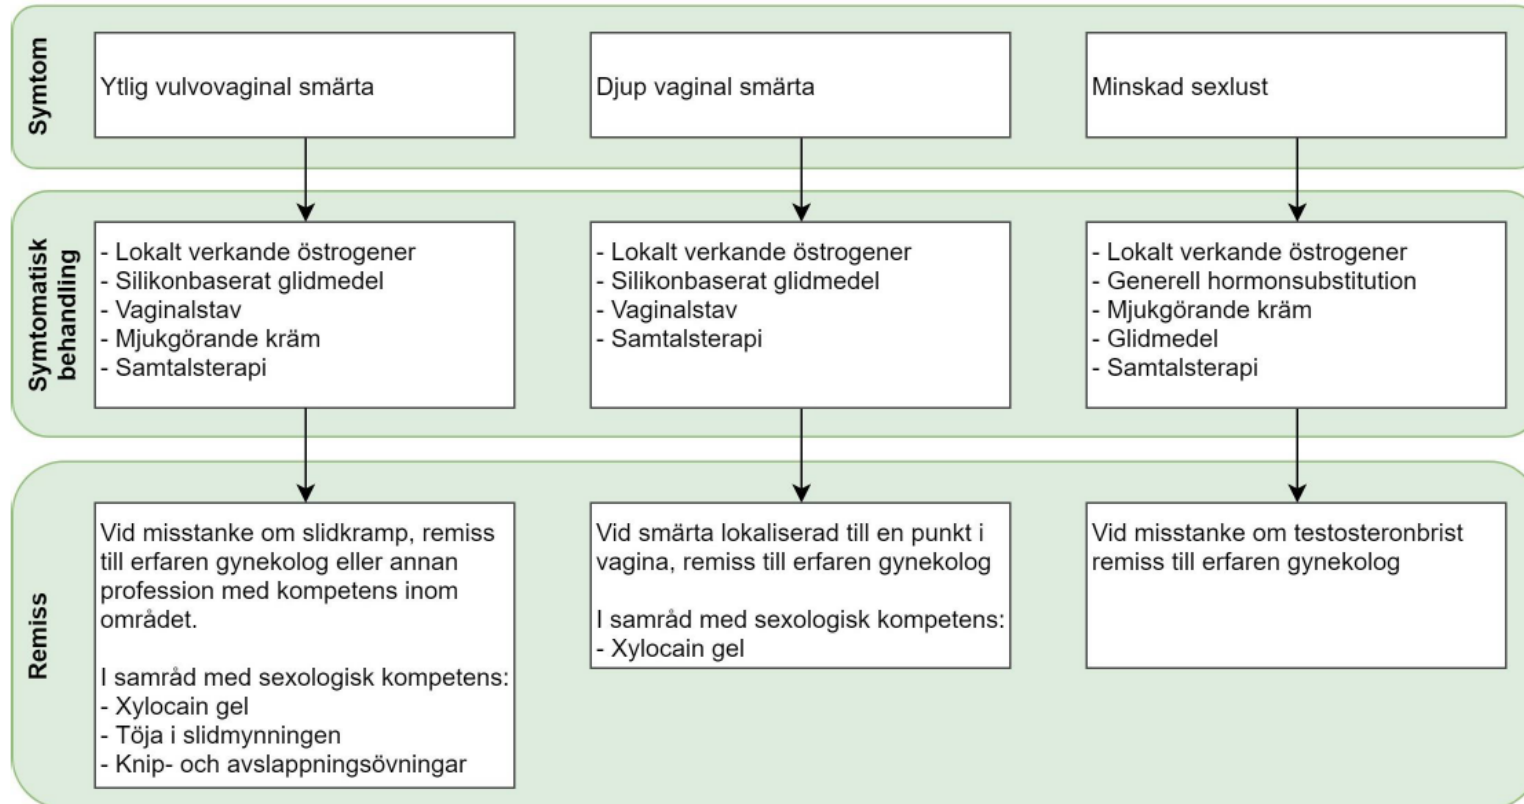 Symtom
Ytlig vulvovaginal smärta
Djup vaginal smärta
Minskad sexlust
Symtomatisk
behandling
- Lokalt verkande östrogener
- Silikonbaserat glidmedel
- Vaginalstav
- Mjukgörande kräm
- Samtalsterapi
- Lokalt verkande östrogener
- Silikonbaserat glidmedel
- Vaginalstav
- Samtalsterapi
- Lokalt verkande östrogener
- Generell hormonsubstitution
- Mjukgörande kräm
- Glidmedel
- Samtalsterapi
Remiss
Vid misstanke om slidkramp, remiss
till erfaren gynekolog eller annan
profession med kompetens inom
området.
I samråd med sexologisk kompetens:
- Xylocain gel
- Töja i slidmynningen
- Knip- och avslappningsövningar
Vid smärta lokaliserad till en punkt i
vagina, remiss till erfaren gynekolog
I samråd med sexologisk kompetens:
- Xylocain gel
Vid misstanke om testosteronbrist
remiss till erfaren gynekolog